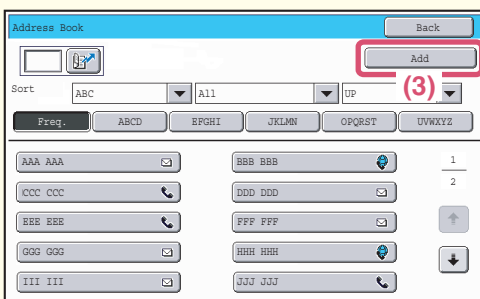 Address Book Back
Add
(3)
Sort ABC All UP
Freq. ABCD EFGHI JKLMN OPQRST UVWXYZ
AAA AAA BBB BBB 1
CCC CCC DDD DDD 2
EEE EEE FFF FFF
GGG GGG HHH HHH
III III JJJ JJJ